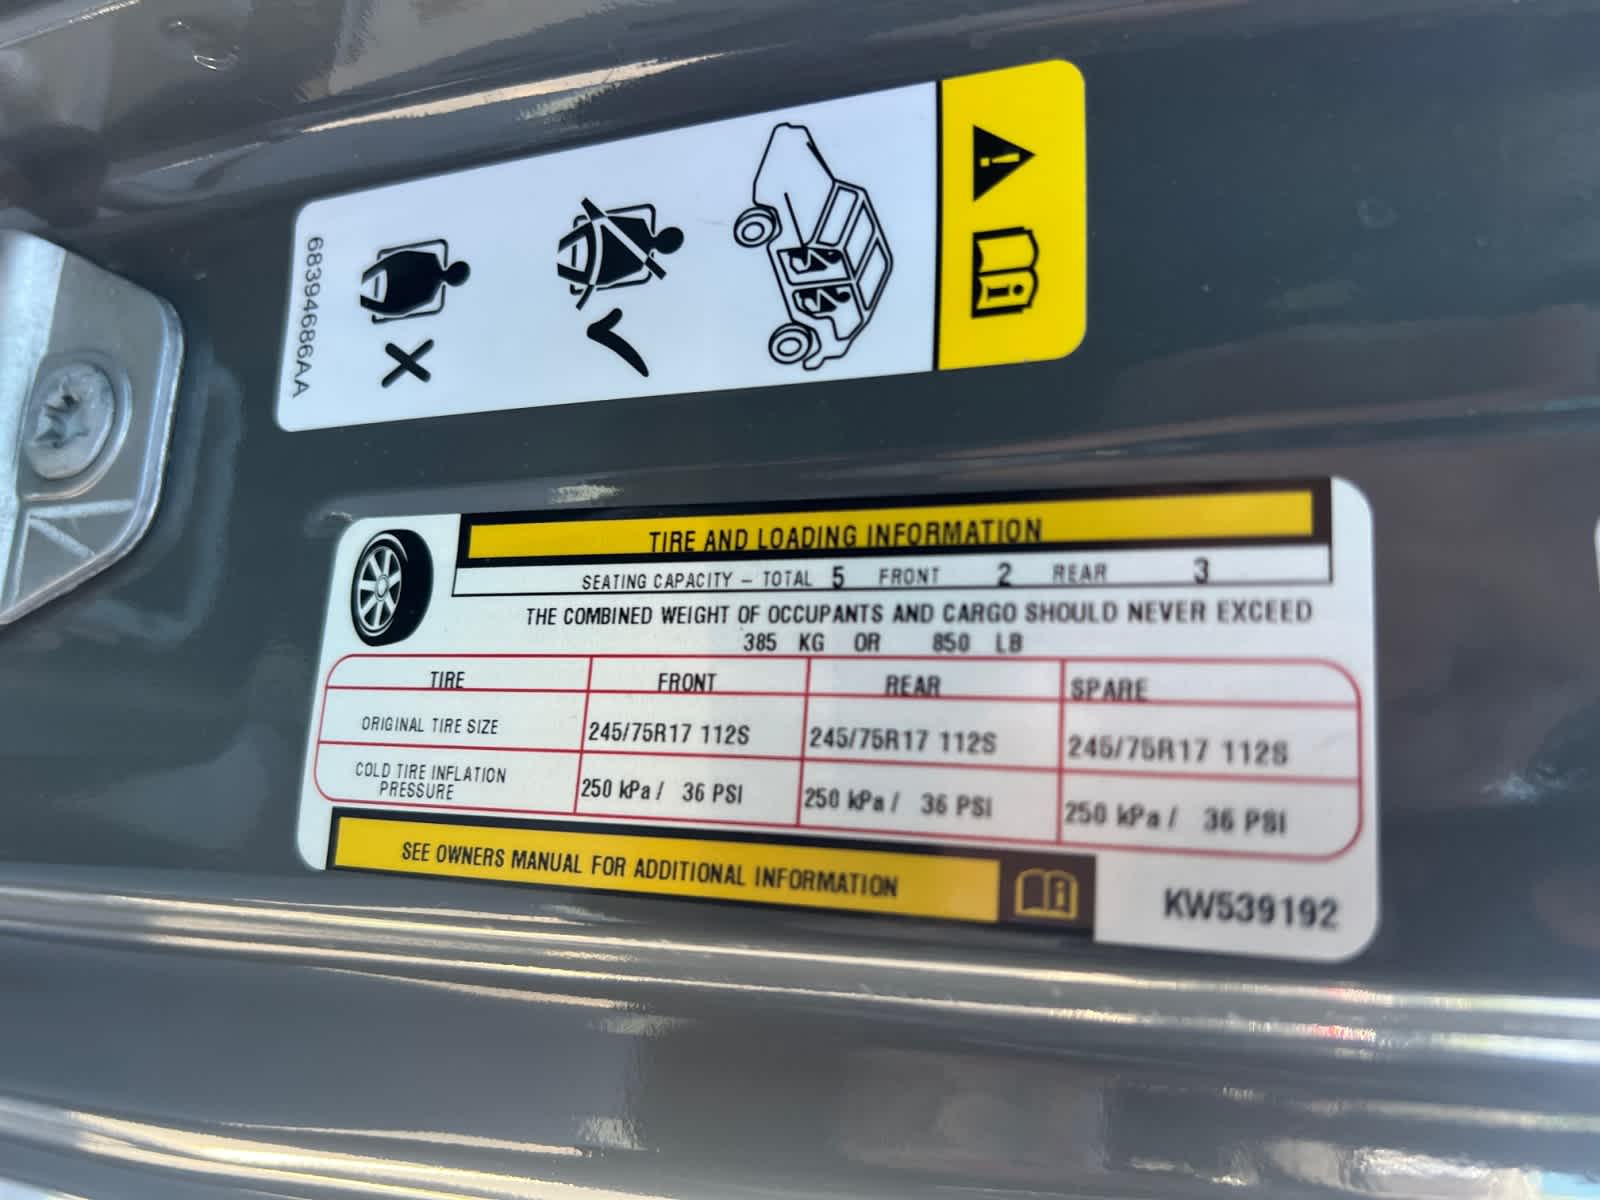 68394686AA
TIRE AND LOADING INFORMATION
SEATING CAPACITY – TOTAL 5 FRONT 2 REAR 3
THE COMBINED WEIGHT OF OCCUPANTS AND CARGO SHOULD NEVER EXCEED
385 KG OR 850 LB
TIRE FRONT REAR SPARE
ORIGINAL TIRE SIZE 245/75R17 112S 245/75R17 112S 245/75R17 112S
COLD TIRE INFLATION
PRESSURE 250 kPa / 36 PSI 250 kPa / 36 PSI 250 kPa / 36 PSI
SEE OWNERS MANUAL FOR ADDITIONAL INFORMATION
KW539192